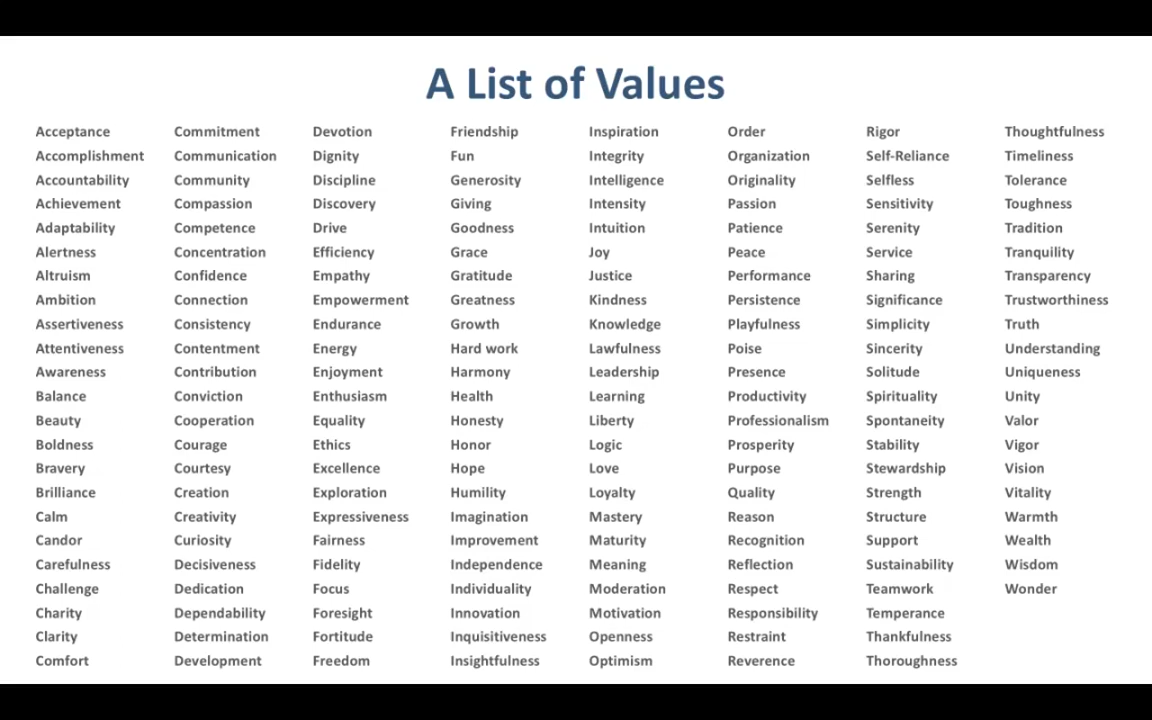 A List of Values
Acceptance
Accomplishment
Accountability
Achievement
Adaptability
Alertness
Altruism
Ambition
Assertiveness
Attentiveness
Awareness
Balance
Beauty
Boldness
Bravery
Brilliance
Calm
Candor
Carefulness
Challenge
Charity
Clarity
Comfort
Commitment
Communication
Community
Compassion
Competence
Concentration
Confidence
Connection
Consistency
Contentment
Contribution
Conviction
Cooperation
Courage
Courtesy
Creation
Creativity
Curiosity
Decisiveness
Dedication
Dependability
Determination
Development
Devotion
Dignity
Discipline
Discovery
Drive
Efficiency
Empathy
Empowerment
Endurance
Energy
Enjoyment
Enthusiasm
Equality
Ethics
Excellence
Exploration
Expressiveness
Fairness
Fidelity
Focus
Foresight
Fortitude
Freedom
Friendship
Fun
Generosity
Giving
Goodness
Grace
Gratitude
Greatness
Growth
Hard work
Harmony
Health
Honesty
Honor
Hope
Humility
Imagination
Improvement
Independence
Individuality
Innovation
Inquisitiveness
Insightfulness
Inspiration
Integrity
Intelligence
Intensity
Intuition
Joy
Justice
Kindness
Knowledge
Lawfulness
Leadership
Learning
Liberty
Logic
Love
Loyalty
Mastery
Maturity
Meaning
Moderation
Motivation
Openness
Optimism
Order
Organization
Originality
Passion
Patience
Peace
Performance
Persistence
Playfulness
Poise
Presence
Productivity
Professionalism
Prosperity
Purpose
Quality
Reason
Recognition
Reflection
Respect
Responsibility
Restraint
Reverence
Rigor
Self-Reliance
Selfless
Sensitivity
Serenity
Service
Sharing
Significance
Simplicity
Sincerity
Solitude
Spirituality
Spontaneity
Stability
Stewardship
Strength
Structure
Support
Sustainability
Teamwork
Temperance
Thankfulness
Thoroughness
Thoughtfulness
Timeliness
Tolerance
Toughness
Tradition
Tranquility
Transparency
Trustworthiness
Truth
Understanding
Uniqueness
Unity
Valor
Vigor
Vision
Vitality
Warmth
Wealth
Wisdom
Wonder